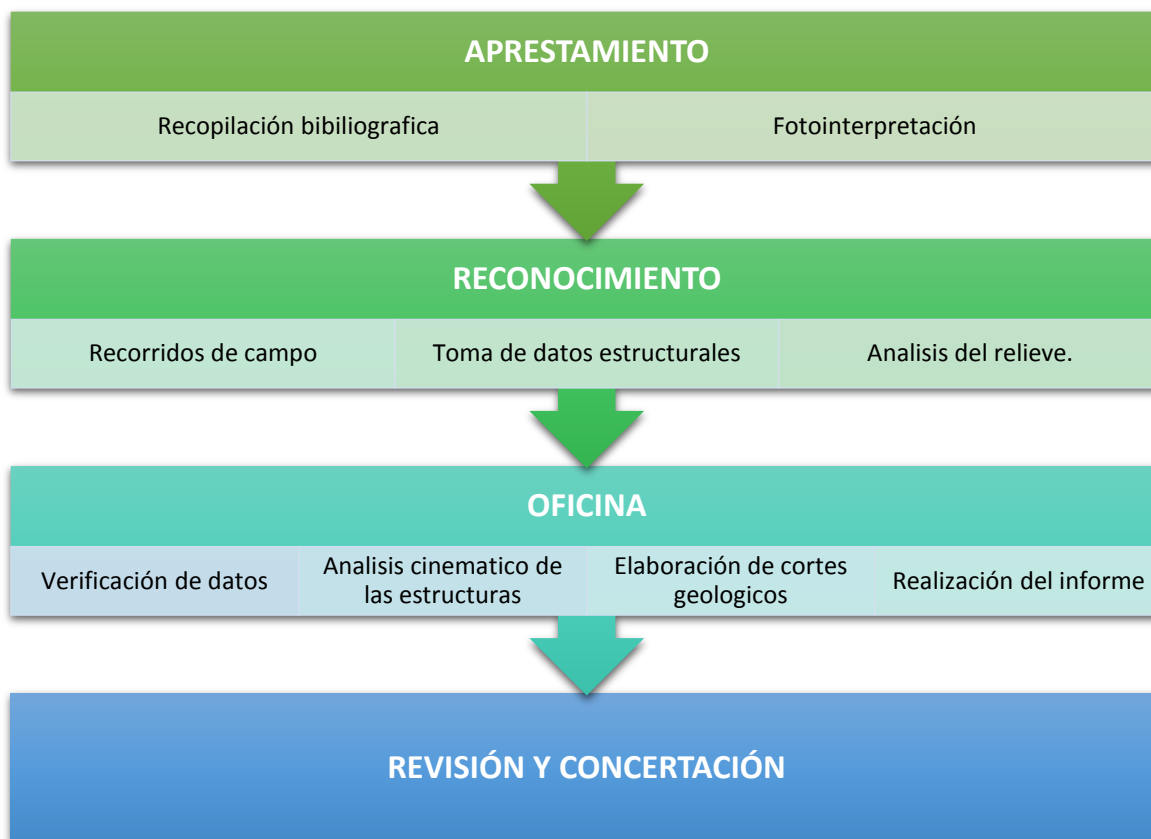 APRESTAMIENTO
Recopilación bibiliografica
Fotointerpretación
RECONOCIMIENTO
Recorridos de campo
Toma de datos estructurales
Analisis del relieve.
OFICINA
Verificación de datos
Analisis cinematico de
las estructuras
Elaboración de cortes
geologicos
Realización del informe
REVISIÓN Y CONCERTACIÓN